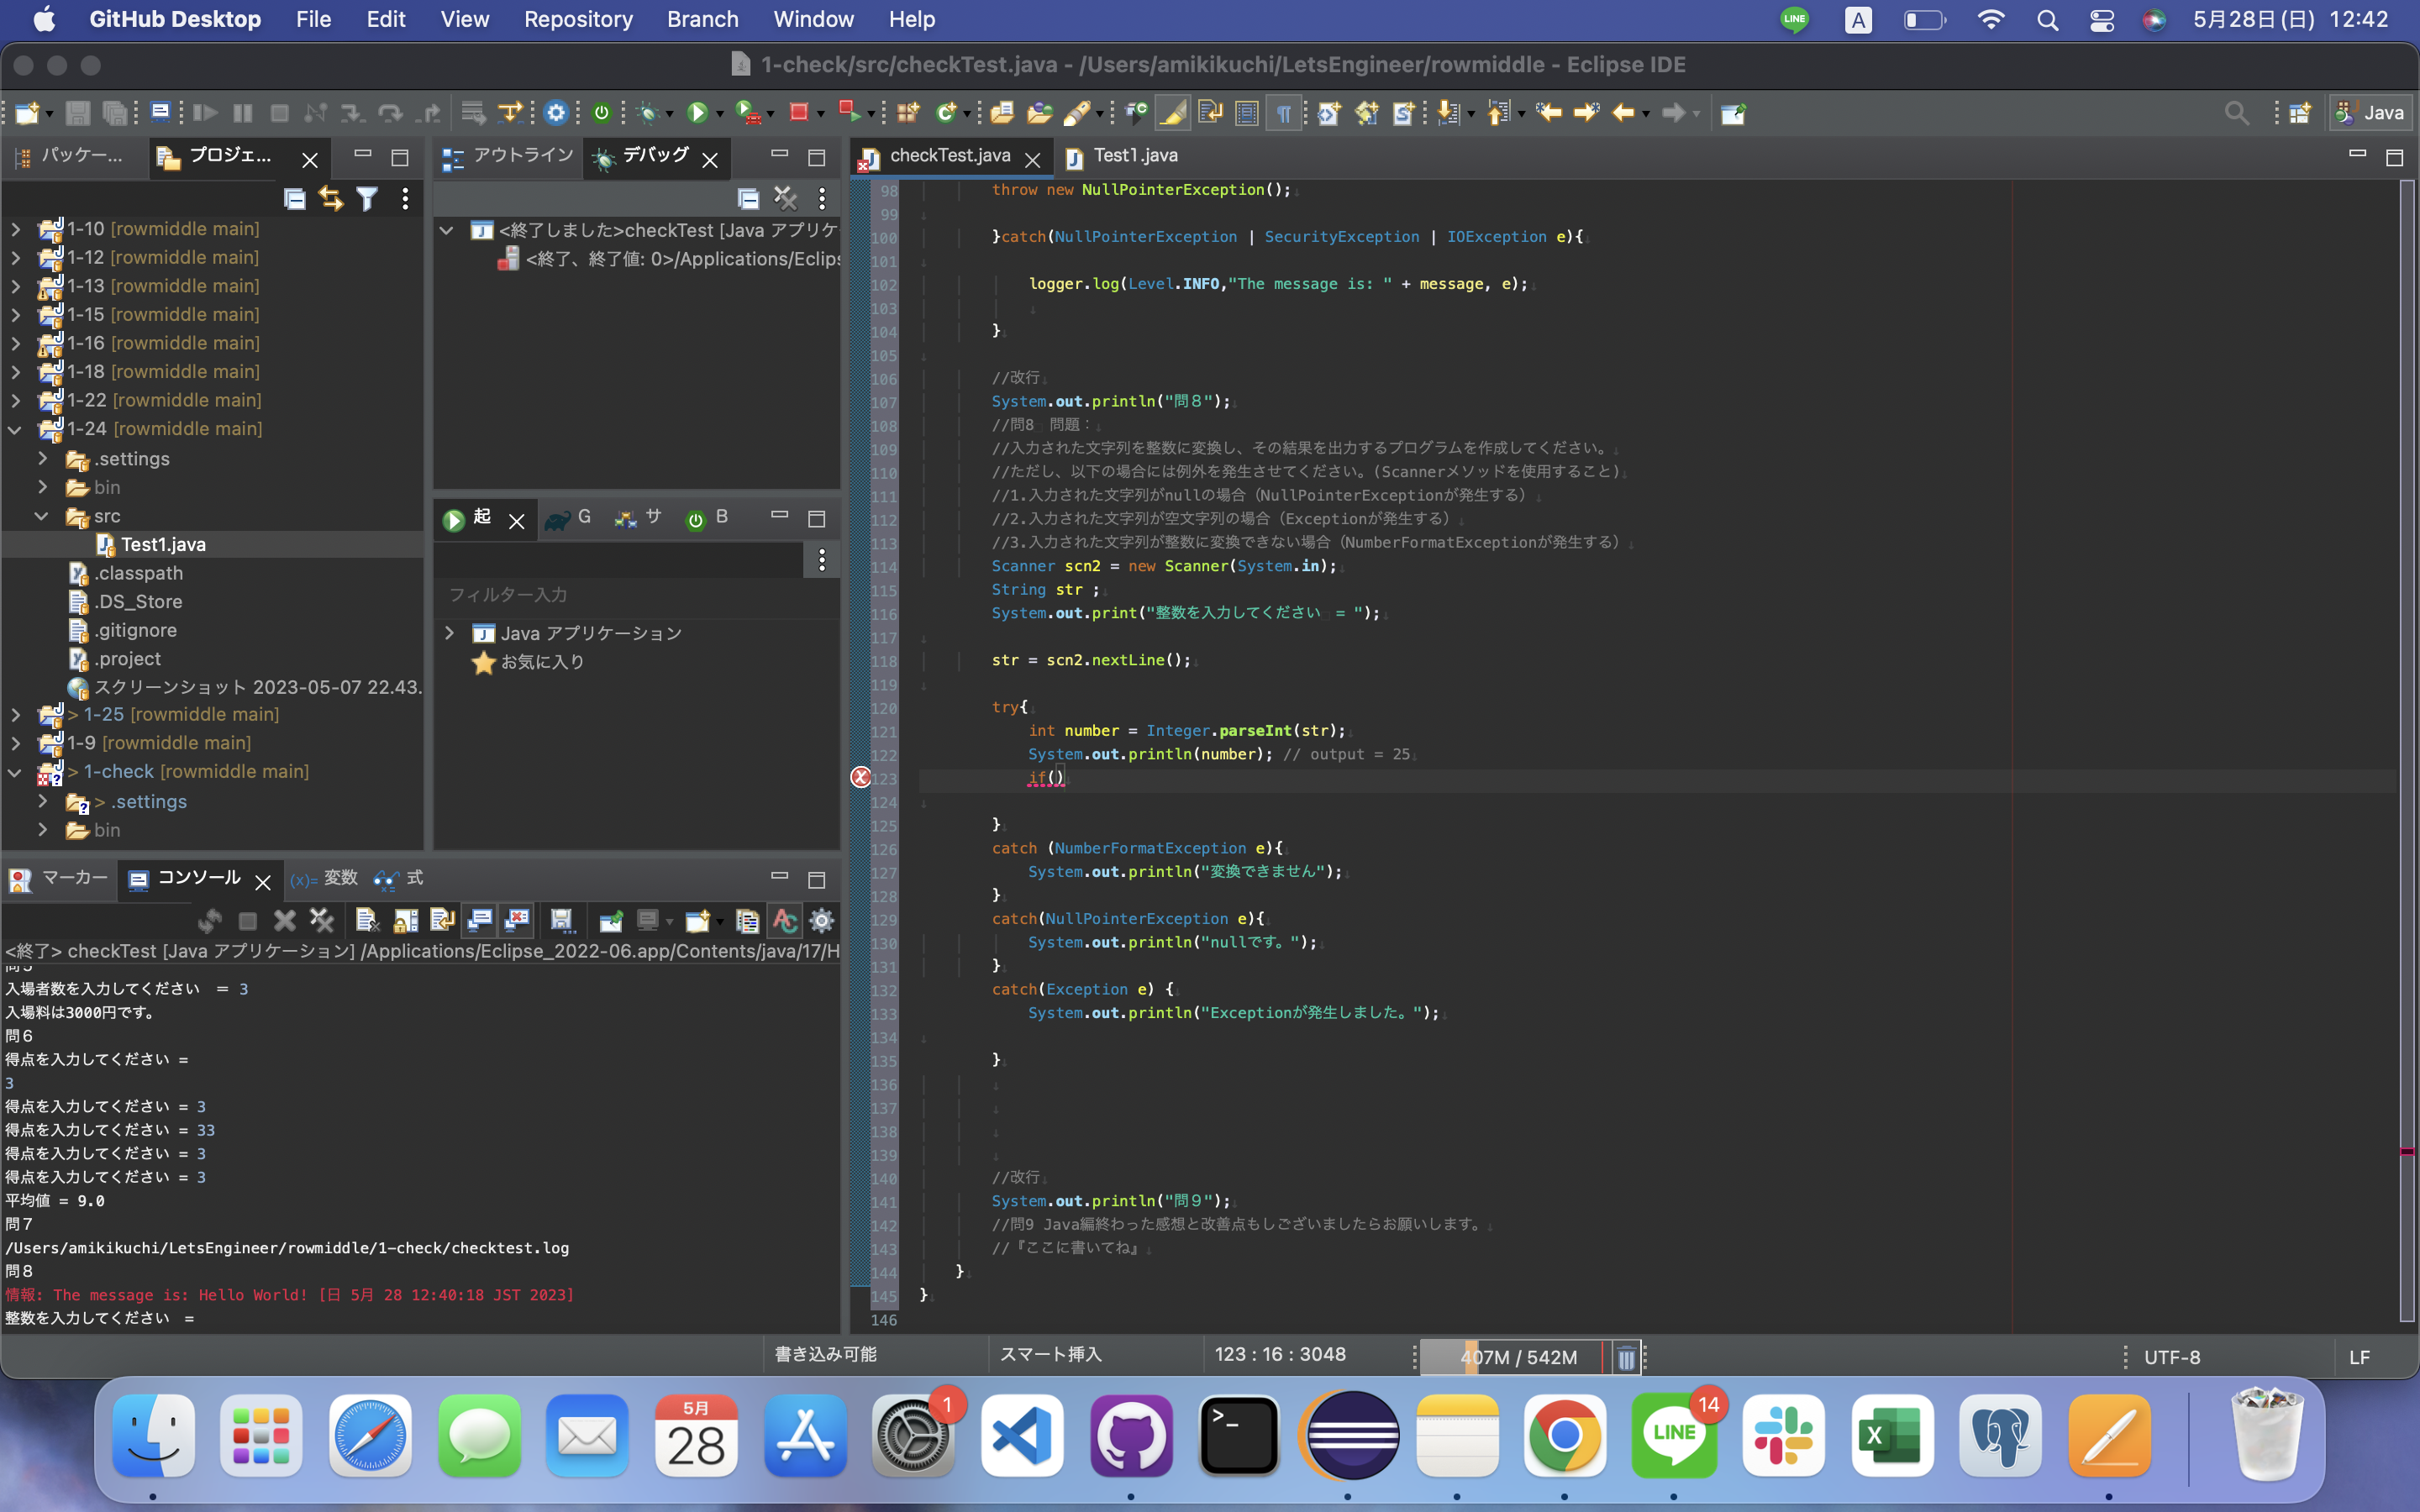 GitHub Desktop File Edit View Repository Branch Window Help
LINE A 5月28日(日) 12:42
1-check/src/checkTest.java - /Users/amikikuchi/LetsEngineer/rowmiddle - Eclipse IDE
Java
パッケー...
プロジェ...
1-10 [rowmiddle main]
1-12 [rowmiddle main]
1-13 [rowmiddle main]
1-15 [rowmiddle main]
1-16 [rowmiddle main]
1-18 [rowmiddle main]
1-22 [rowmiddle main]
1-24 [rowmiddle main]
.settings
bin
src
Test1.java
.classpath
.DS_Store
.gitignore
.project
スクリーンショット 2023-05-07 22.43.
> 1-25 [rowmiddle main]
1-9 [rowmiddle main]
> 1-check [rowmiddle main]
> .settings
bin
アウトライン
デバッグ
<終了しました>checkTest [Java アプリケ
<終了、終了値: 0>/Applications/Eclips
起 G サ B
フィルター入力
Java アプリケーション
お気に入り
マーカー コンソール (x)= 変数 式
<終了> checkTest [Java アプリケーション] /Applications/Eclipse_2022-06.app/Contents/java/17/H
問5
入場者数を入力してください　= 3
入場料は3000円です。
問６
得点を入力してください =
3
得点を入力してください = 3
得点を入力してください = 33
得点を入力してください = 3
得点を入力してください = 3
平均値 = 9.0
問７
/Users/amikikuchi/LetsEngineer/rowmiddle/1-check/checktest.log
問８
情報: The message is: Hello World! [日 5月 28 12:40:18 JST 2023]
整数を入力してください　=
checkTest.java
Test1.java
98 throw new NullPointerException();
99
100 }catch(NullPointerException | SecurityException | IOException e){
101
102 logger.log(Level.INFO,"The message is: " + message, e);
103
104 }
105
106 //改行
107 System.out.println("問８");
108 //問8　問題：
109 //入力された文字列を整数に変換し、その結果を出力するプログラムを作成してください。
110 //ただし、以下の場合には例外を発生させてください。(Scannerメソッドを使用すること)
111 //1.入力された文字列がnullの場合（NullPointerExceptionが発生する）
112 //2.入力された文字列が空文字列の場合（Exceptionが発生する）
113 //3.入力された文字列が整数に変換できない場合（NumberFormatExceptionが発生する）
114 Scanner scn2 = new Scanner(System.in);
115 String str ;
116 System.out.print("整数を入力してください　= ");
117
118 str = scn2.nextLine();
119
120 try{
121 int number = Integer.parseInt(str);
122 System.out.println(number); // output = 25
123 if()
124
125 }
126 catch (NumberFormatException e){
127 System.out.println("変換できません");
128 }
129 catch(NullPointerException e){
130 System.out.println("nullです。");
131 }
132 catch(Exception e) {
133 System.out.println("Exceptionが発生しました。");
134
135 }
136
137
138
139
140 //改行
141 System.out.println("問９");
142 //問9 Java編終わった感想と改善点もしございましたらお願いします。
143 //『ここに書いてね』
144 }
145 }
146
書き込み可能 スマート挿入 123 : 16 : 3048 407M / 542M UTF-8 LF
5月
28
1
>_
LINE
14
X